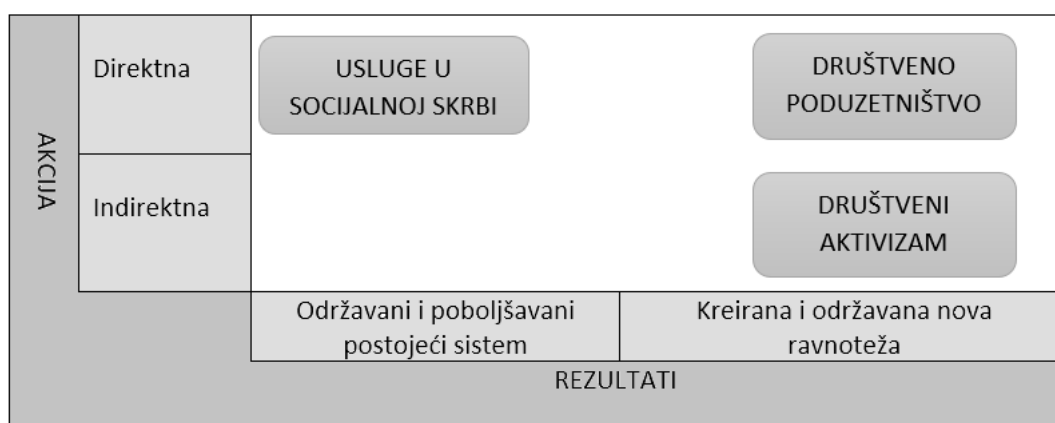 Direktna
USLUGE U
SOCIJALNOJ SKRBI
DRUŠTVENO
PODUZETNIŠTVO
AKCIJA
Indirektna
DRUŠTVENI
AKTIVIZAM
Održavani i poboljšavani
postojeći sistem
Kreirana i održavana nova
ravnoteža
REZULTATI